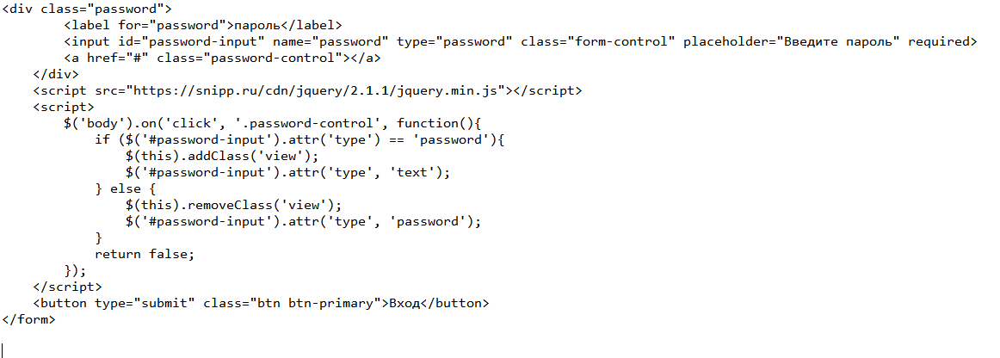 <div class="password">
        <label for="password">пароль</label>
        <input id="password-input" name="password" type="password" class="form-control" placeholder="Введите пароль" required>
        <a href="#" class="password-control"></a>
    </div>
    <script src="https://snipp.ru/cdn/jquery/2.1.1/jquery.min.js"></script>
    <script>
        $('body').on('click', '.password-control', function(){
            if ($('#password-input').attr('type') == 'password'){
                $(this).addClass('view');
                $('#password-input').attr('type', 'text');
            } else {
                $(this).removeClass('view');
                $('#password-input').attr('type', 'password');
            }
            return false;
        });
    </script>
    <button type="submit" class="btn btn-primary">Вход</button>
</form>